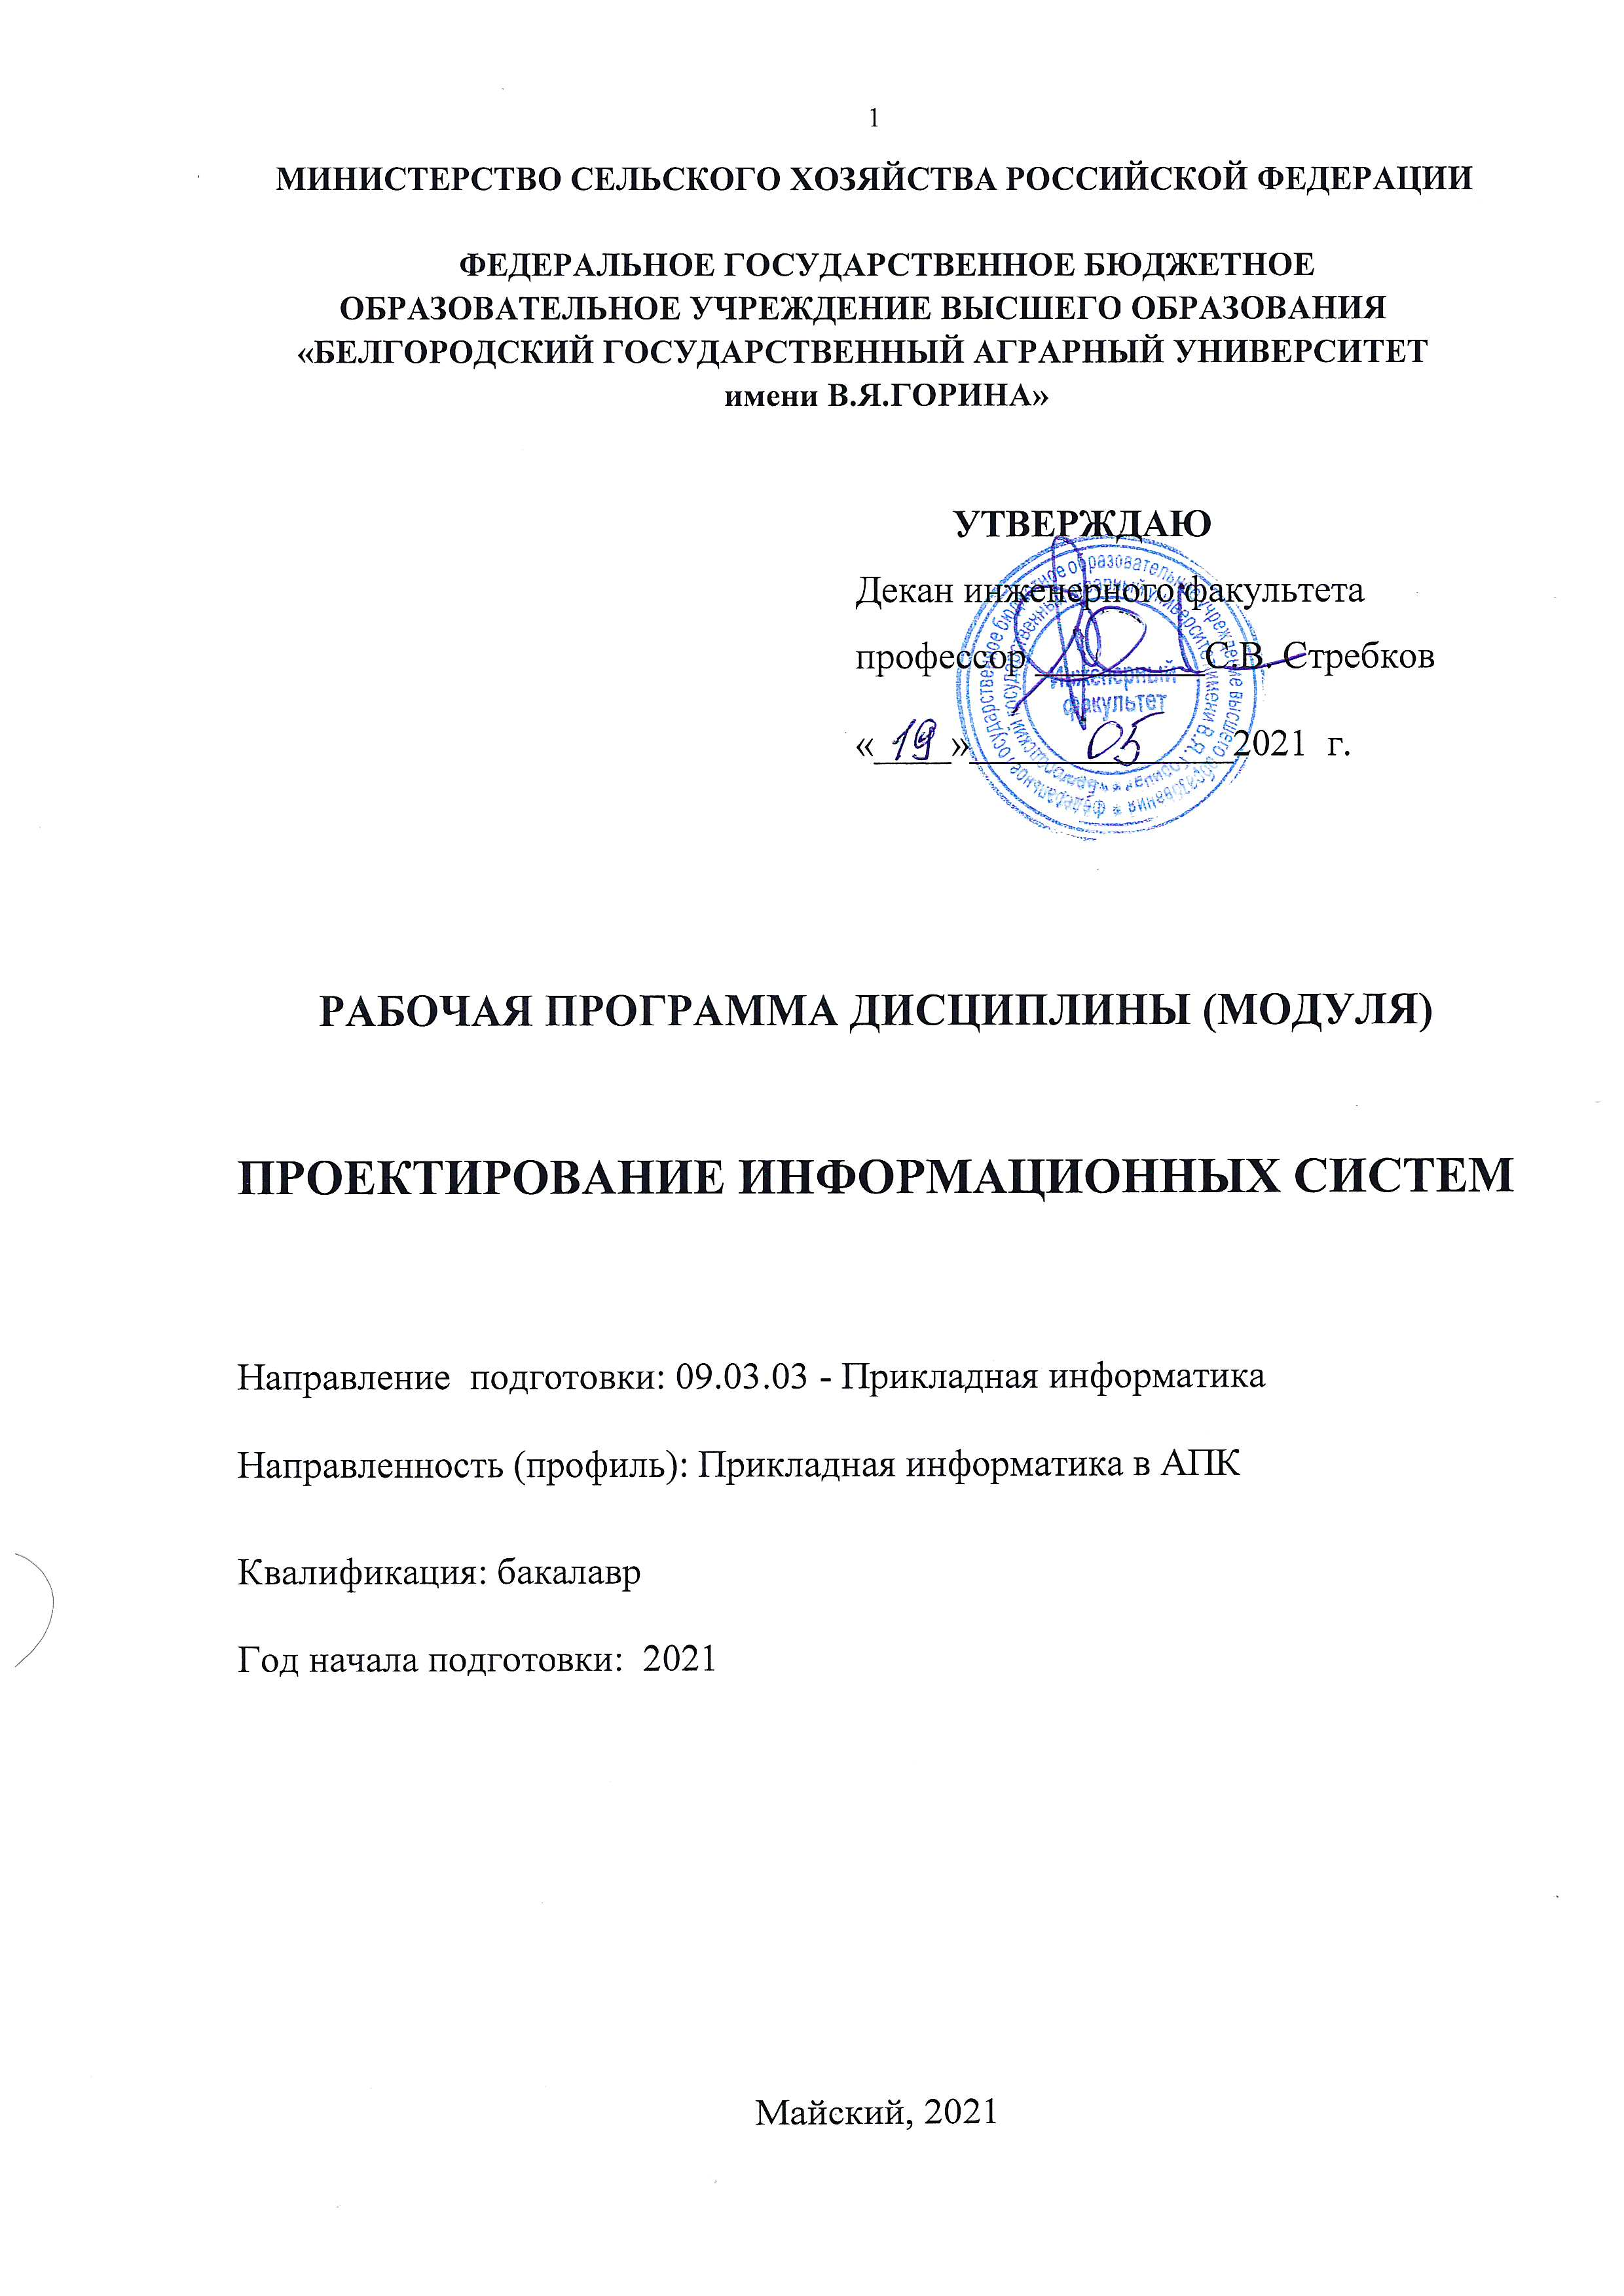 1
МИНИСТЕРСТВО СЕЛЬСКОГО ХОЗЯЙСТВА РОССИЙСКОЙ ФЕДЕРАЦИИ
ФЕДЕРАЛЬНОЕ ГОСУДАРСТВЕННОЕ БЮДЖЕТНОЕ
ОБРАЗОВАТЕЛЬНОЕ УЧРЕЖДЕНИЕ ВЫСШЕГО ОБРАЗОВАНИЯ
«БЕЛГОРОДСКИЙ ГОСУДАРСТВЕННЫЙ АГРАРНЫЙ УНИВЕРСИТЕТ
имени В.Я.ГОРИНА»
УТВЕРЖДАЮ
Декан инженерного факультета
профессор С.В. Стребков
Инженерный
факультет
«19» 05 2021 г.
РАБОЧАЯ ПРОГРАММА ДИСЦИПЛИНЫ (МОДУЛЯ)
ПРОЕКТИРОВАНИЕ ИНФОРМАЦИОННЫХ СИСТЕМ
Направление подготовки: 09.03.03 - Прикладная информатика
Направленность (профиль): Прикладная информатика в АПК
Квалификация: бакалавр
Год начала подготовки: 2021
Майский, 2021